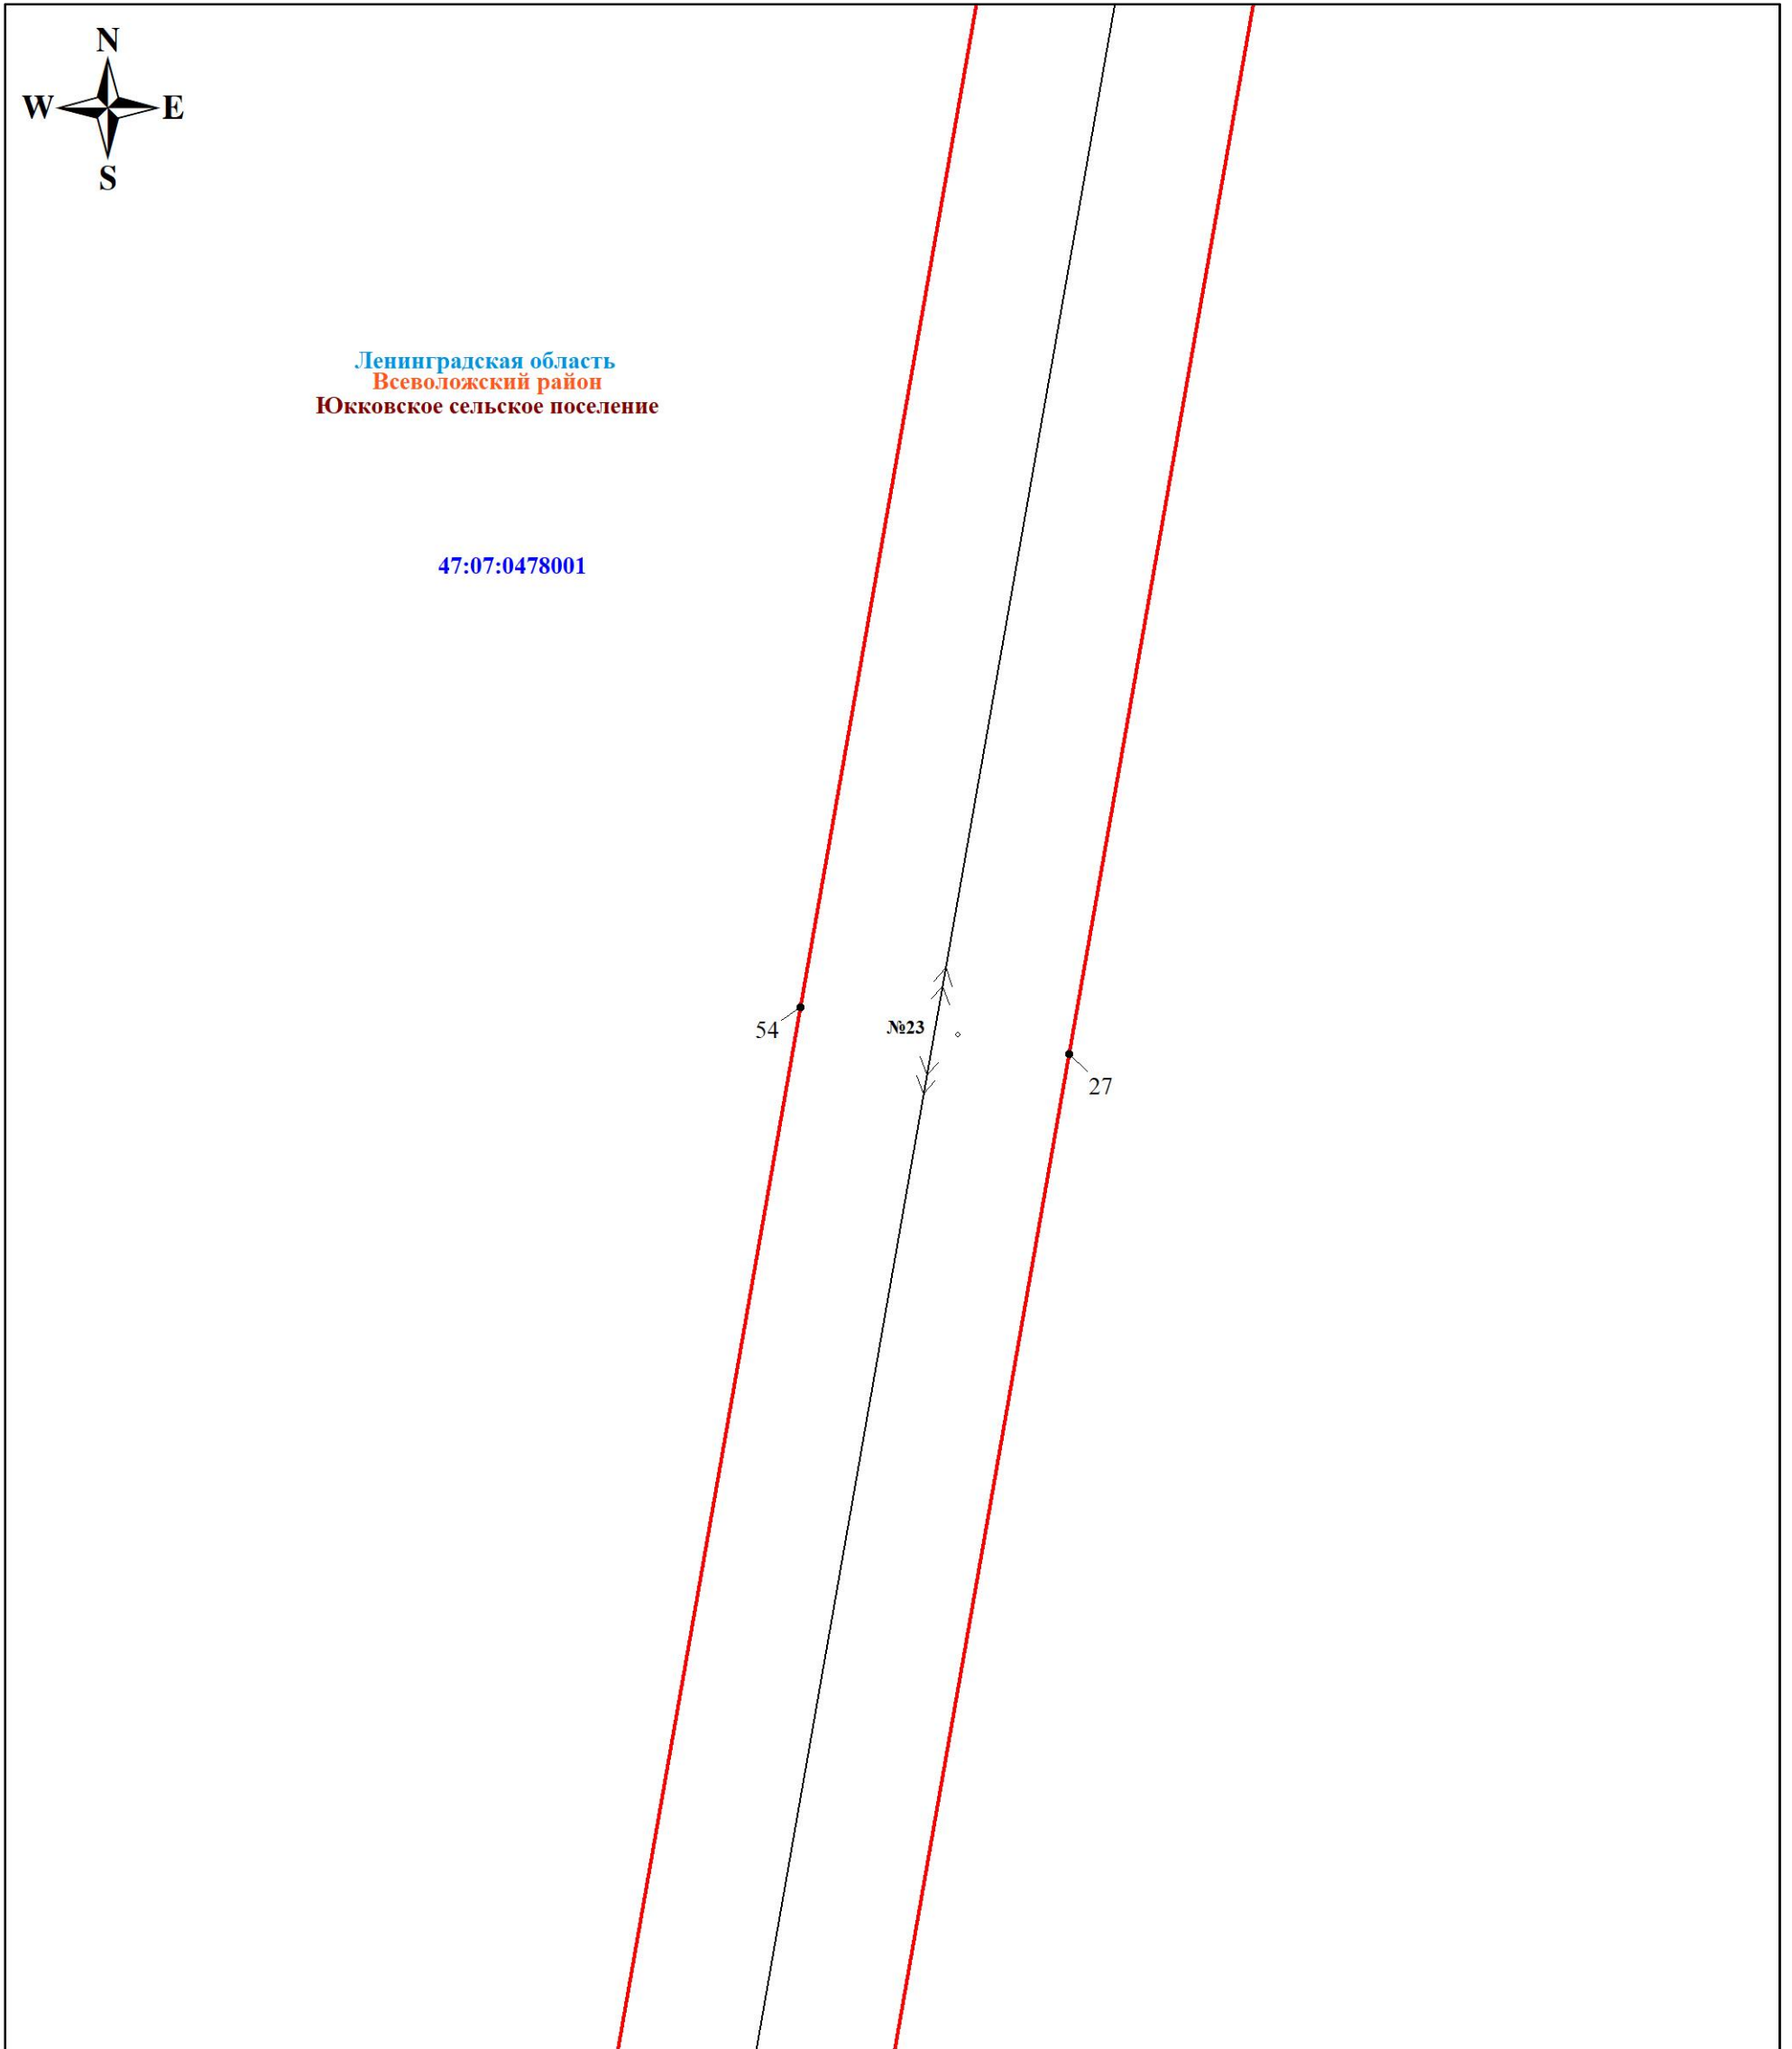 N
W E
S
Ленинградская область
Всеволожский район
Юкковское сельское поселение
47:07:0478001
54
№23
27